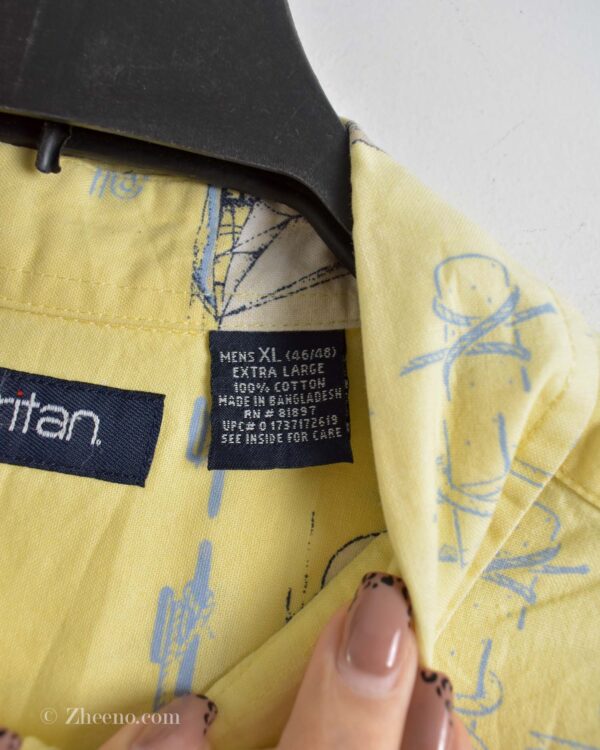 ritan
MENS XL (46/48)
EXTRA LARGE
100% COTTON
MADE IN BANGLADESH
RN # 81897
UPC# 0 1737172619
SEE INSIDE FOR CARE
© Zheeno.com